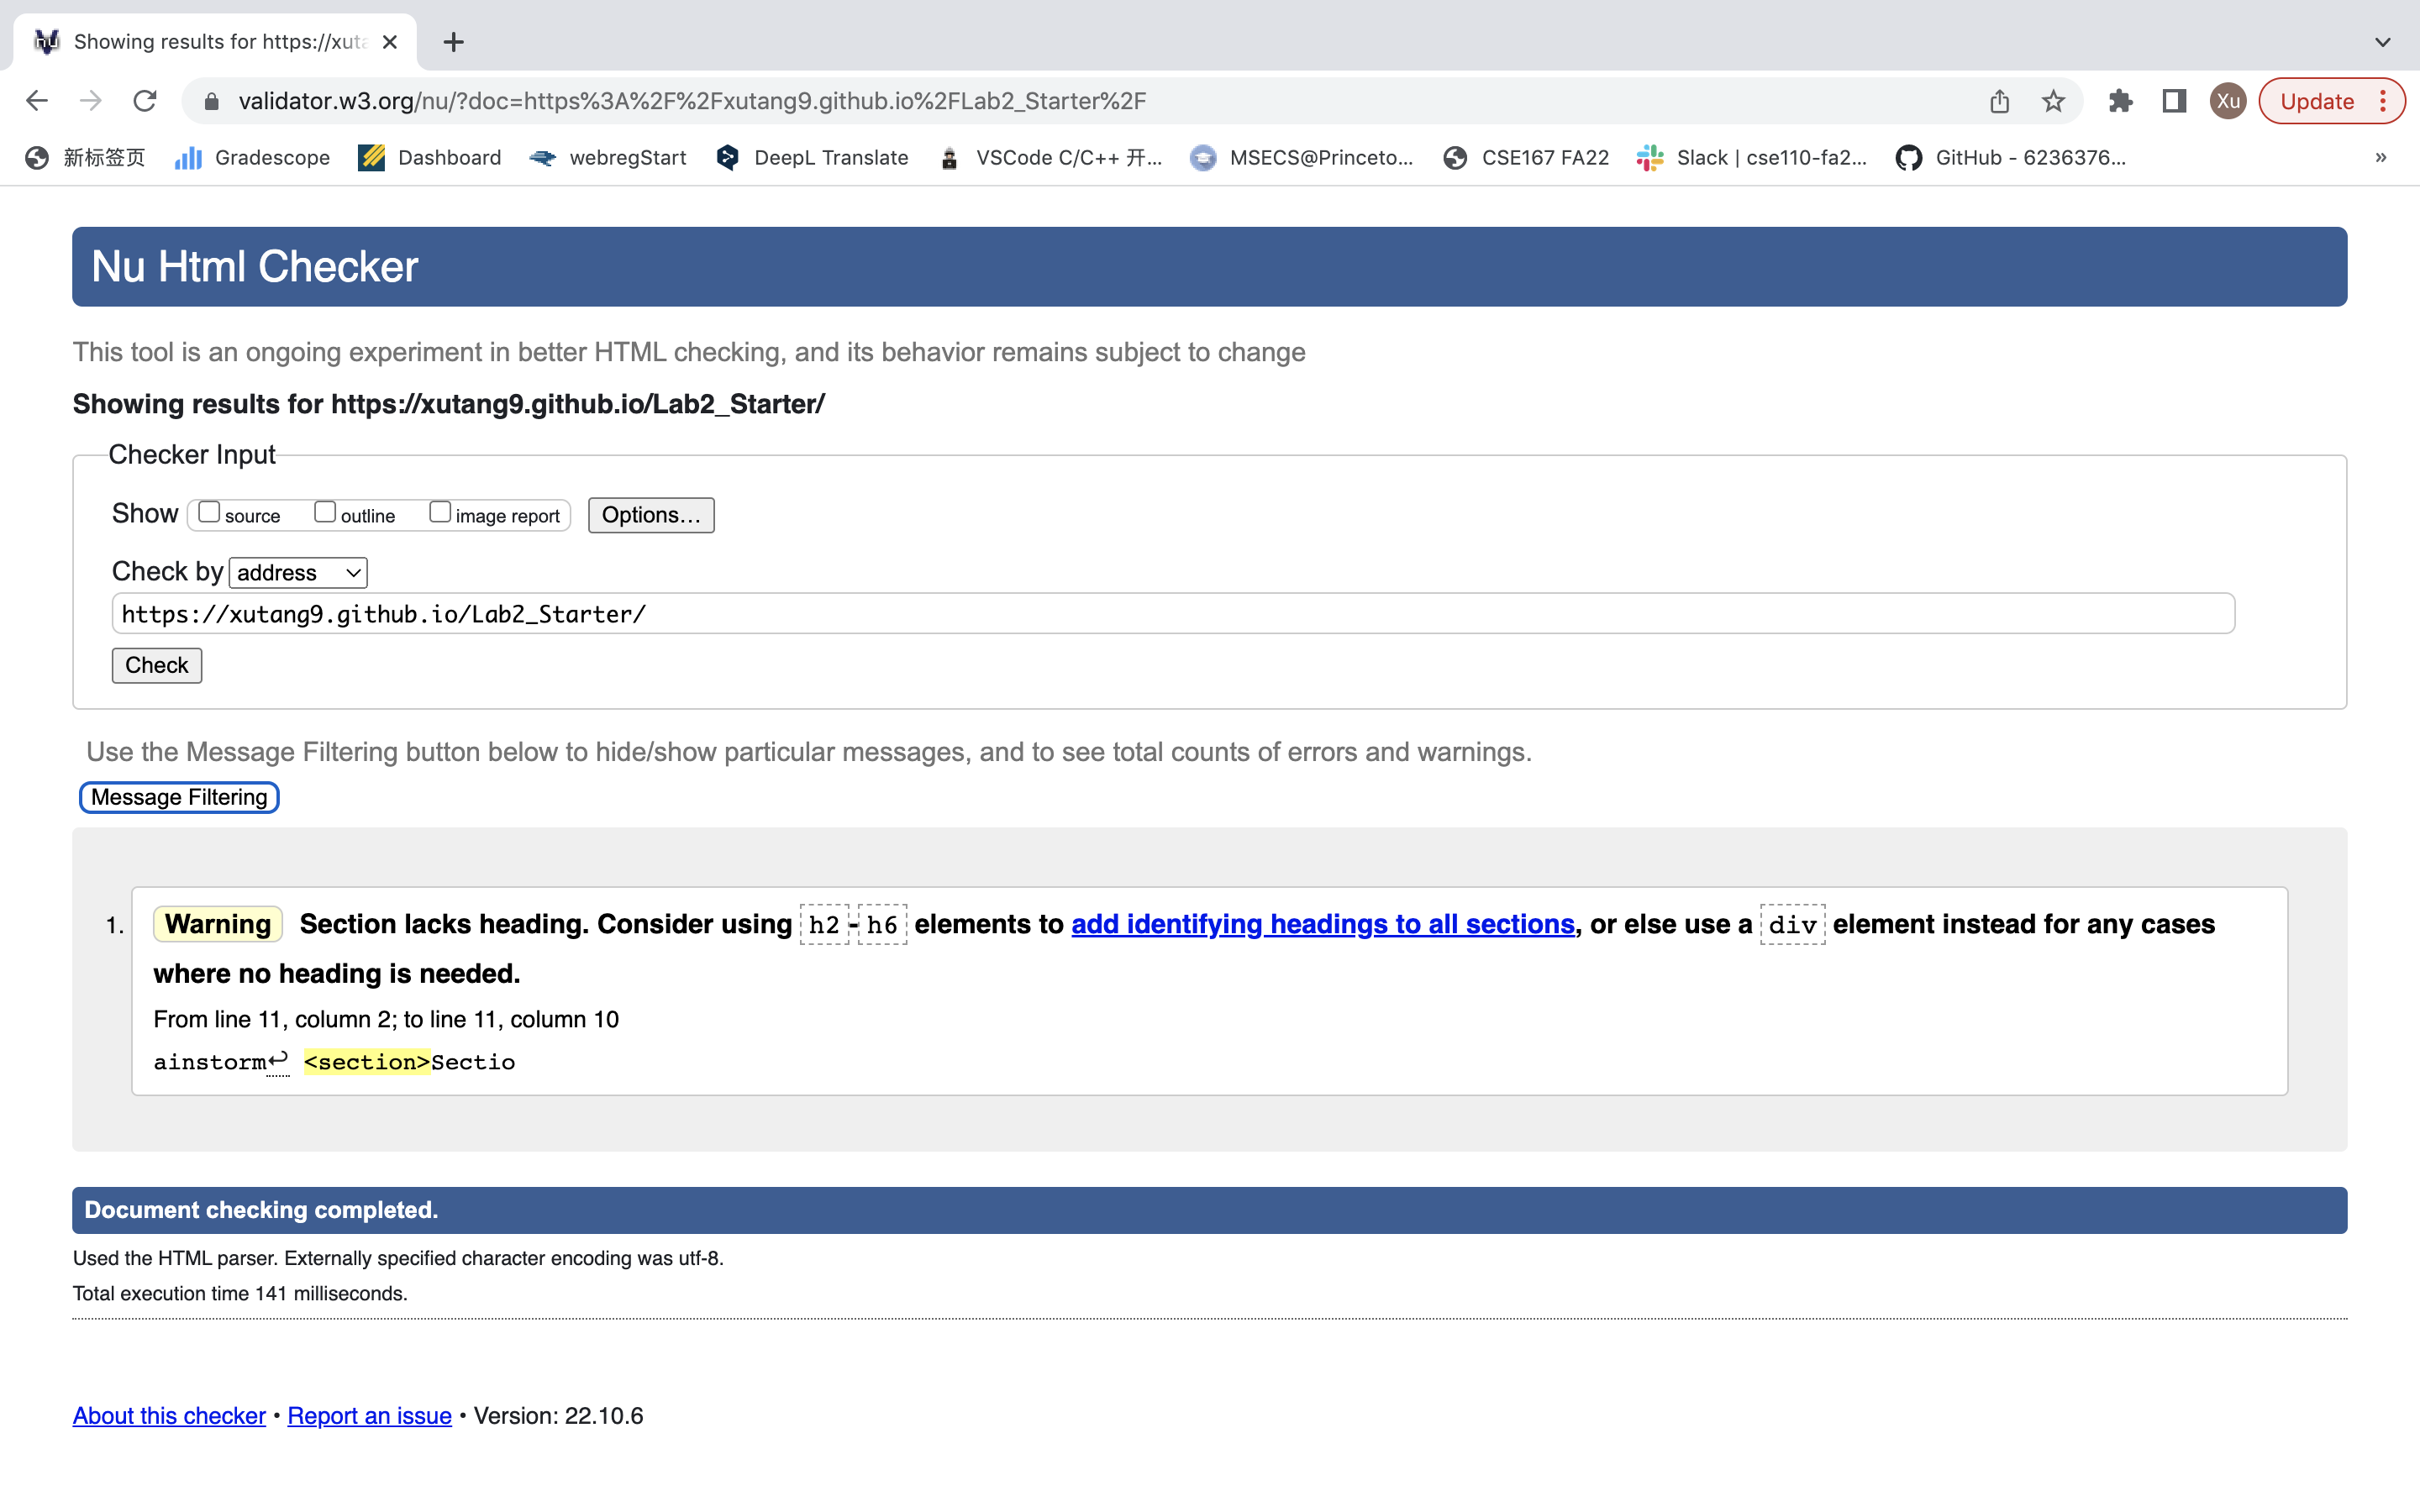 Showing results for https://xuta
validator.w3.org/nu/?doc=https%3A%2F%2Fxutang9.github.io%2FLab2_Starter%2F
Xu
Update
新标签页
Gradescope
Dashboard
webregStart
DeepL Translate
VSCode C/C++ 开...
MSECS@Princeto...
CSE167 FA22
Slack | cse110-fa2...
GitHub - 6236376...
»
Nu Html Checker
This tool is an ongoing experiment in better HTML checking, and its behavior remains subject to change
Showing results for https://xutang9.github.io/Lab2_Starter/
Checker Input
Show source outline image report Options...
Check by address
https://xutang9.github.io/Lab2_Starter/
Check
Use the Message Filtering button below to hide/show particular messages, and to see total counts of errors and warnings.
Message Filtering
1. Warning Section lacks heading. Consider using h2-h6 elements to add identifying headings to all sections, or else use a div element instead for any cases
where no heading is needed.
From line 11, column 2; to line 11, column 10
ainstorm↩ <section>Sectio
Document checking completed.
Used the HTML parser. Externally specified character encoding was utf-8.
Total execution time 141 milliseconds.
About this checker • Report an issue • Version: 22.10.6